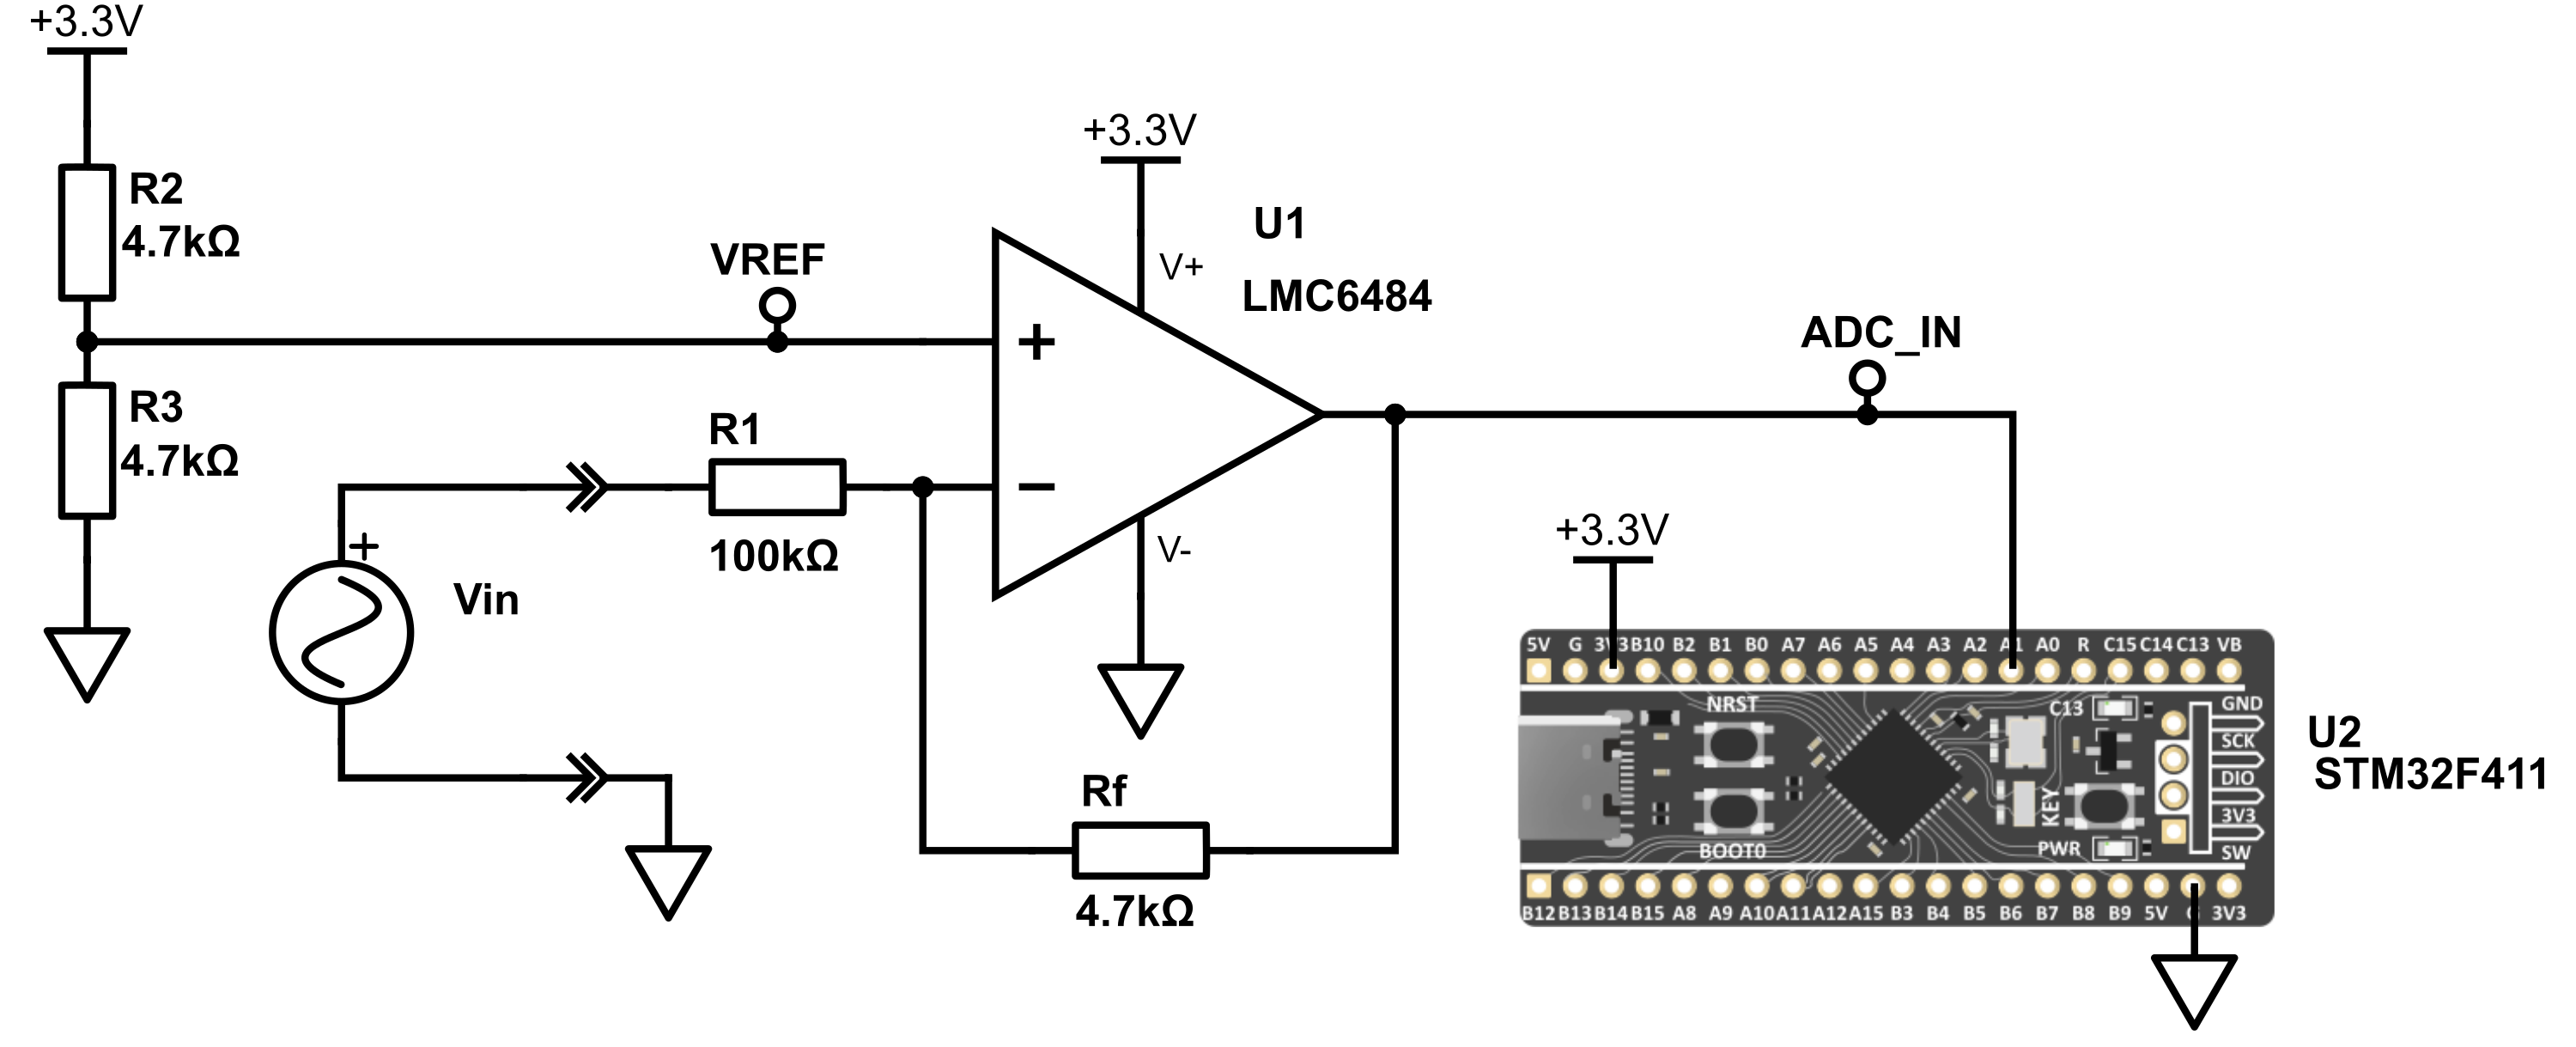 +3.3V
R2
4.7kΩ
R3
4.7kΩ
VREF
+3.3V
V+
U1
LMC6484
+
−
V-
R1
100kΩ
+
Vin
Rf
4.7kΩ
ADC_IN
+3.3V
5V G 3V3 B10 B2 B1 B0 A7 A6 A5 A4 A3 A2 A1 A0 R C15 C14 C13 VB
NRST
BOOT0
C13
KEY
PWR
GND
SCK
DIO
3V3
SW
B12 B13 B14 B15 A8 A9 A10 A11 A12 A15 B3 B4 B5 B6 B7 B8 B9 5V G 3V3
U2
STM32F411